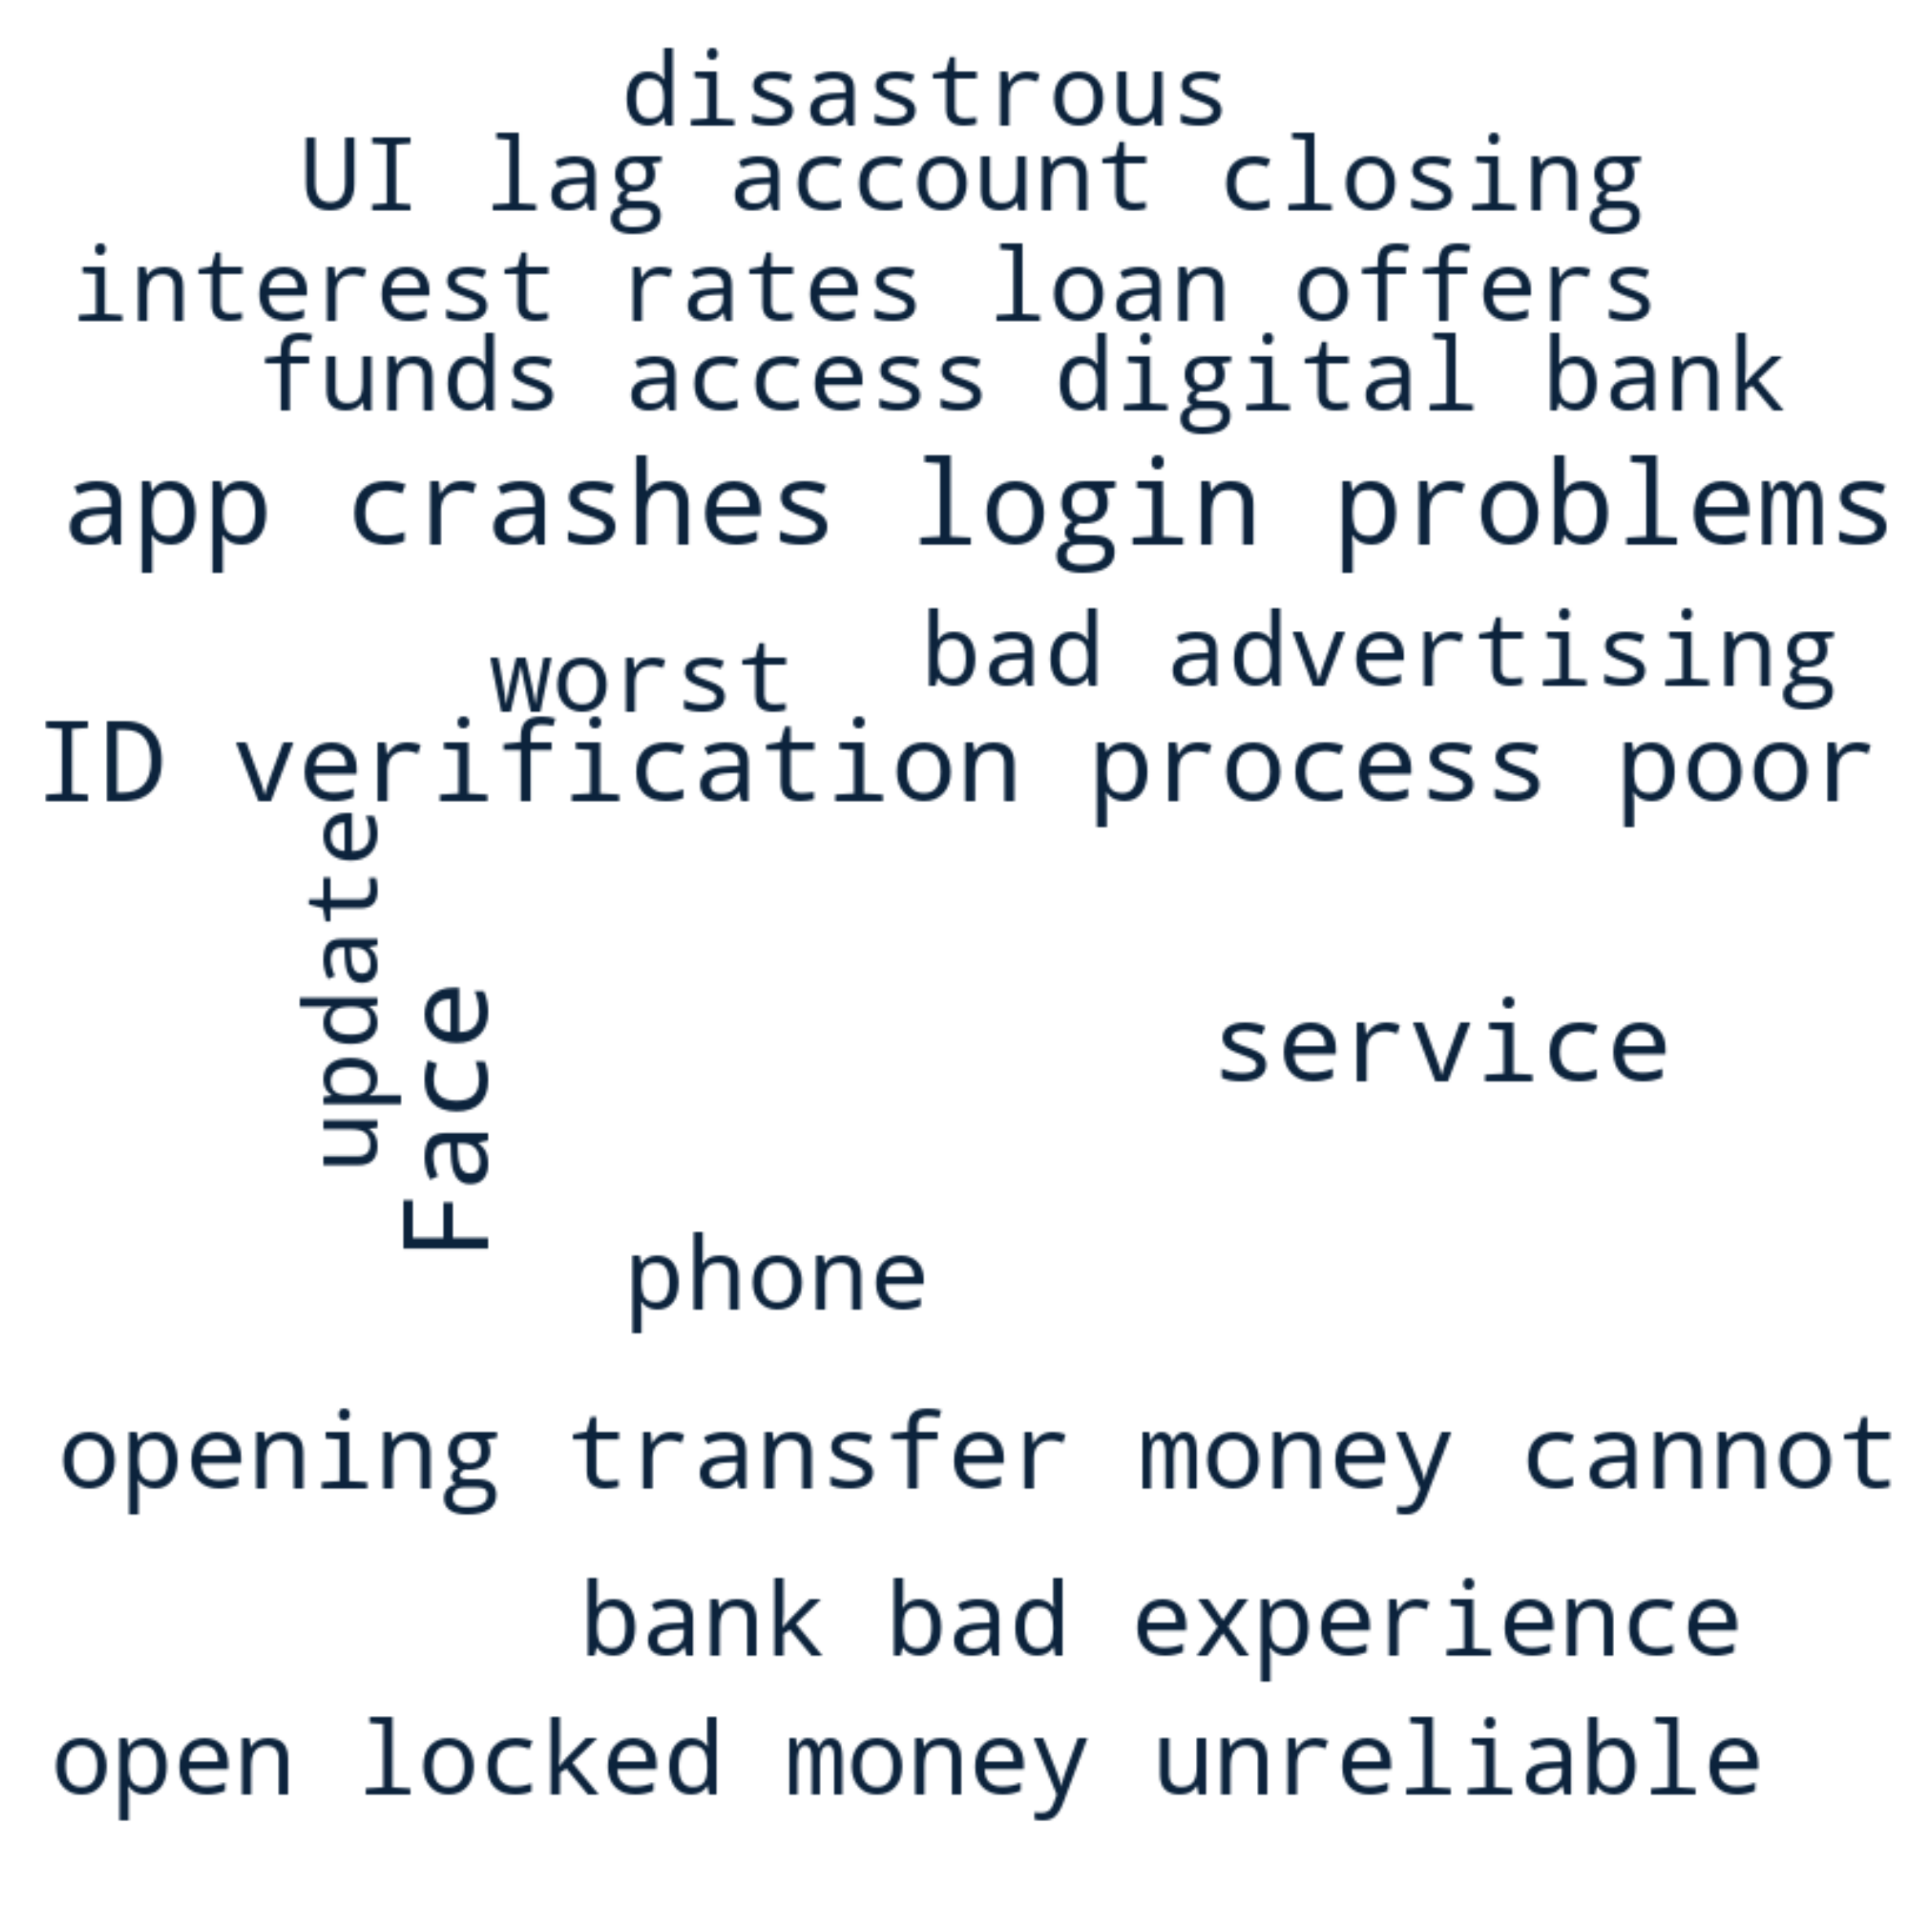 disastrous
UI lag account closing
interest rates loan offers
funds access digital bank
app crashes login problems
bad advertising
worst
ID verification process poor
update
Face
service
phone
opening transfer money cannot
bank bad experience
open locked money unreliable